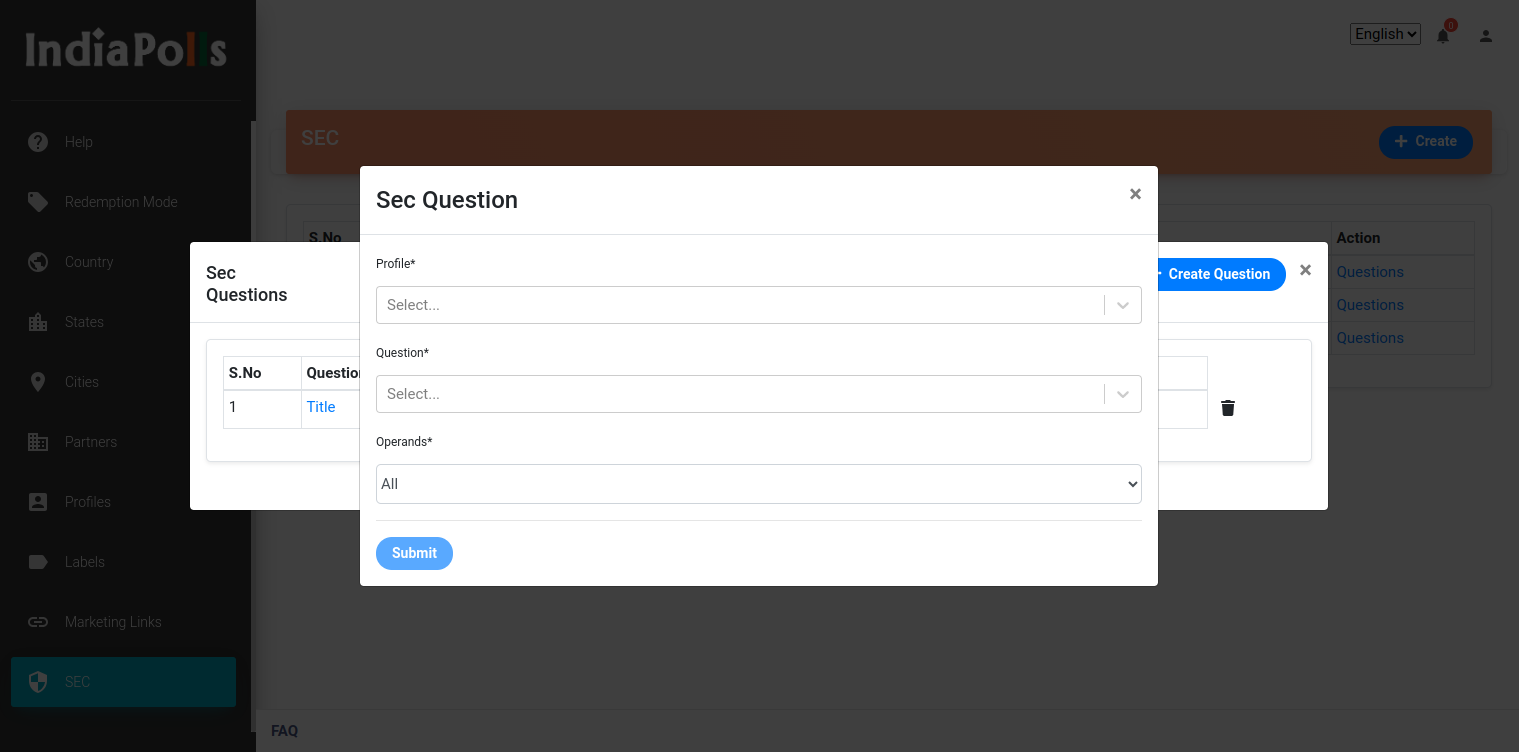 IndiaPolls
English
0
Help
Redemption Mode
Country
States
Cities
Partners
Profiles
Labels
Marketing Links
SEC
SEC
Create
S.No
Action
Questions
Questions
Questions
Sec
Questions
Create Question
×
S.No
Question
1
Title
Sec Question
×
Profile*
Select...
Question*
Select...
Operands*
All
Submit
FAQ